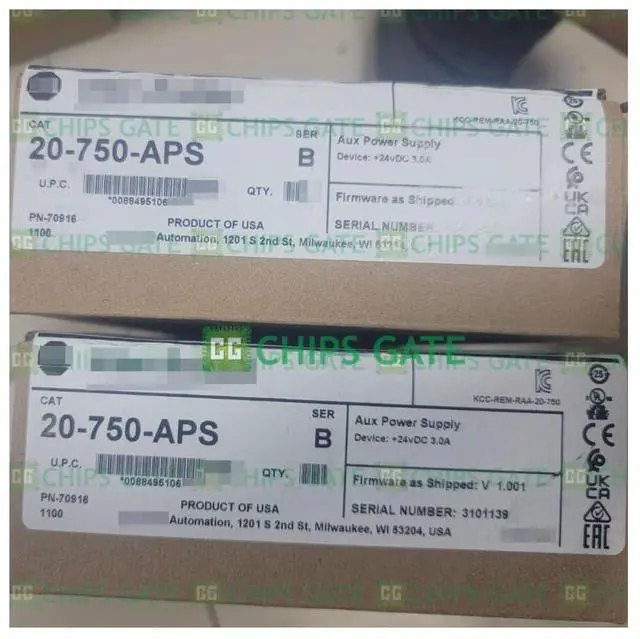 KCC-REM-RAA-20-750
CAT
20-750-APS
SER
B
Aux Power Supply
Device: +24vDC 3.0A
U.P.C.
*0088495106
QTY.
Firmware as Shipped
SERIAL NUMBER
PN-70916
1100
PRODUCT OF USA
Automation, 1201 S 2nd St, Milwaukee, WI
CE
UK
CA
EAC
CG CHIPS GATE
KCC-REM-RAA-20-750
CAT
20-750-APS
SER
B
Aux Power Supply
Device: +24vDC 3.0A
U.P.C.
*0088495106
QTY.
Firmware as Shipped: V 1.001
SERIAL NUMBER: 3101139
PN-70916
1100
PRODUCT OF USA
Automation, 1201 S 2nd St, Milwaukee, WI 53204, USA
25
CE
UK
CA
EAC